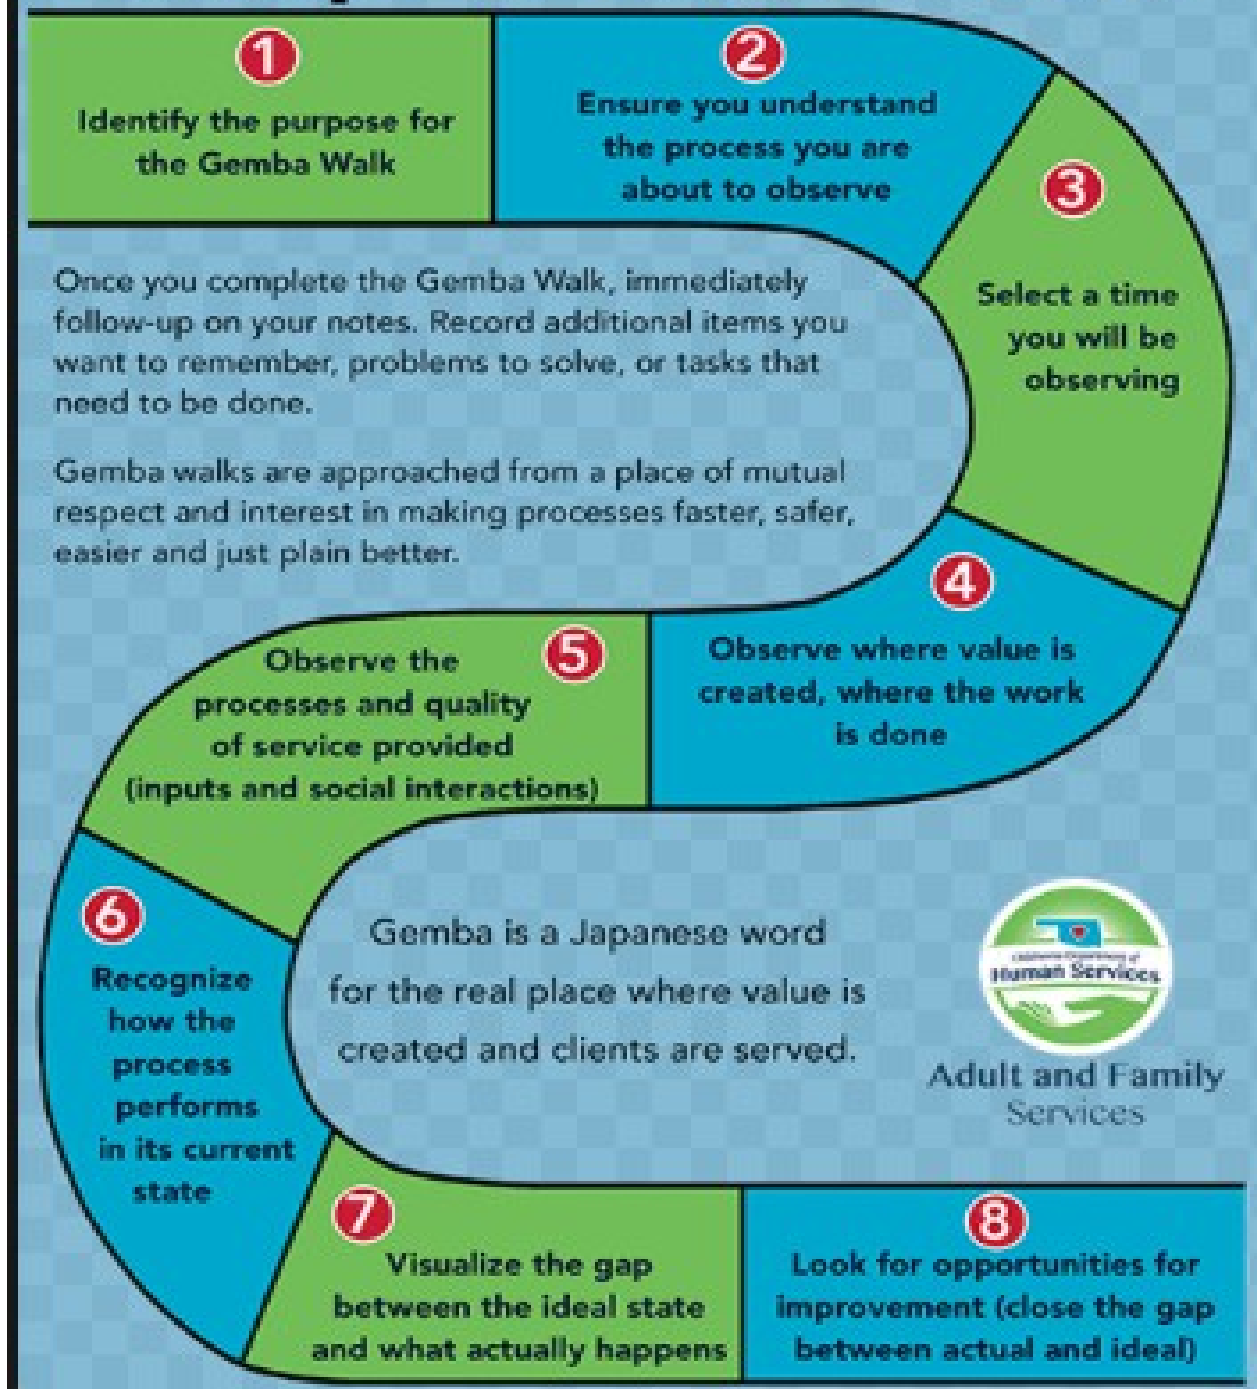 1
Identify the purpose for
the Gemba Walk
2
Ensure you understand
the process you are
about to observe
3
Select a time
you will be
observing
Once you complete the Gemba Walk, immediately
follow-up on your notes. Record additional items you
want to remember, problems to solve, or tasks that
need to be done.
Gemba walks are approached from a place of mutual
respect and interest in making processes faster, safer,
easier and just plain better.
4
Observe where value is
created, where the work
is done
5
Observe the
processes and quality
of service provided
(inputs and social interactions)
6
Recognize
how the
process
performs
in its current
state
Gemba is a Japanese word
for the real place where value is
created and clients are served.
Oklahoma Department of
Human Services
Adult and Family
Services
7
Visualize the gap
between the ideal state
and what actually happens
8
Look for opportunities for
improvement (close the gap
between actual and ideal)